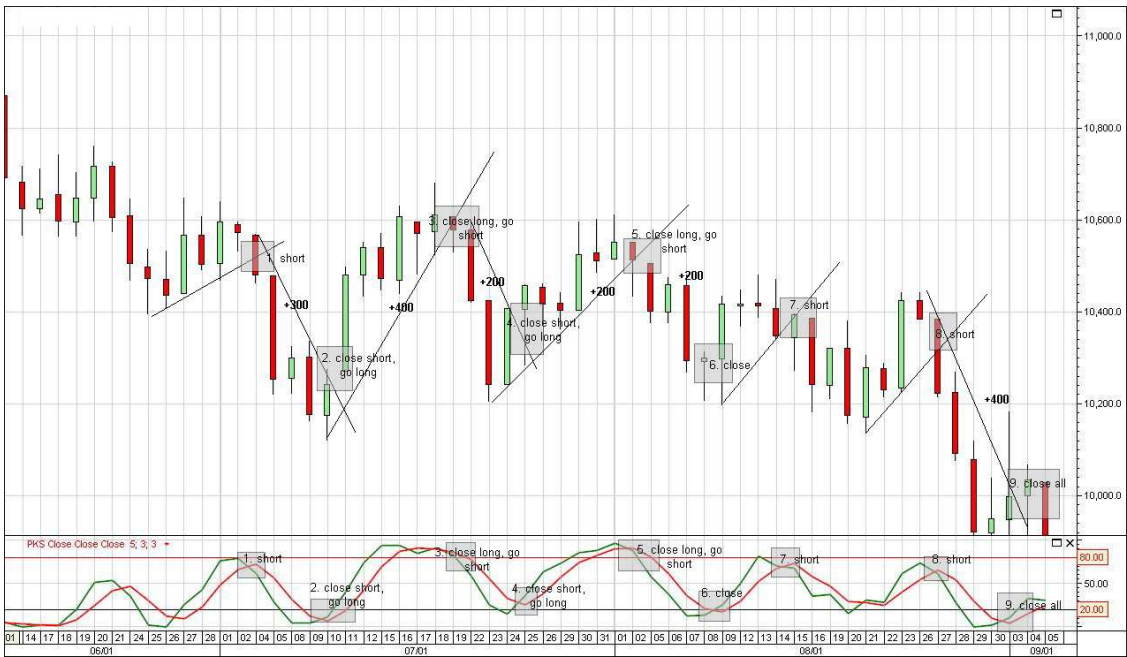 11,000.0
10,800.0
10,600.0
10,400.0
10,200.0
10,000.0
1. short
+300
2. close short,
go long
+400
3. close long, go
short
+200
4. close short,
go long
+200
5. close long, go
short
+200
6. close
7. short
8. short
+400
9. close all
PKS Close Close Close 5; 3; 3
1. short
2. close short,
go long
3. close long, go
short
4. close short,
go long
5. close long, go
short
6. close
7. short
8. short
9. close all
80.00
50.00
20.00
01 14 15 18 19 20 21 22 25 26 27 28 01 02 04 05 08 09 10 11 12 15 16 17 18 19 22 23 24 25 26 29 30 31 01 02 05 06 07 08 09 12 13 14 15 16 19 20 21 22 23 26 27 28 29 30 03 04 05
06/01 07/01 08/01 09/01